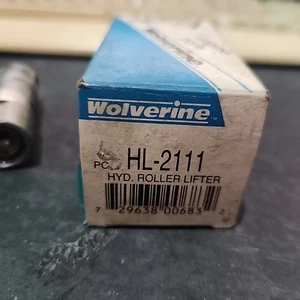 Wolverine
PC HL-2111
HYD. ROLLER LIFTER
7 29638 00683 2